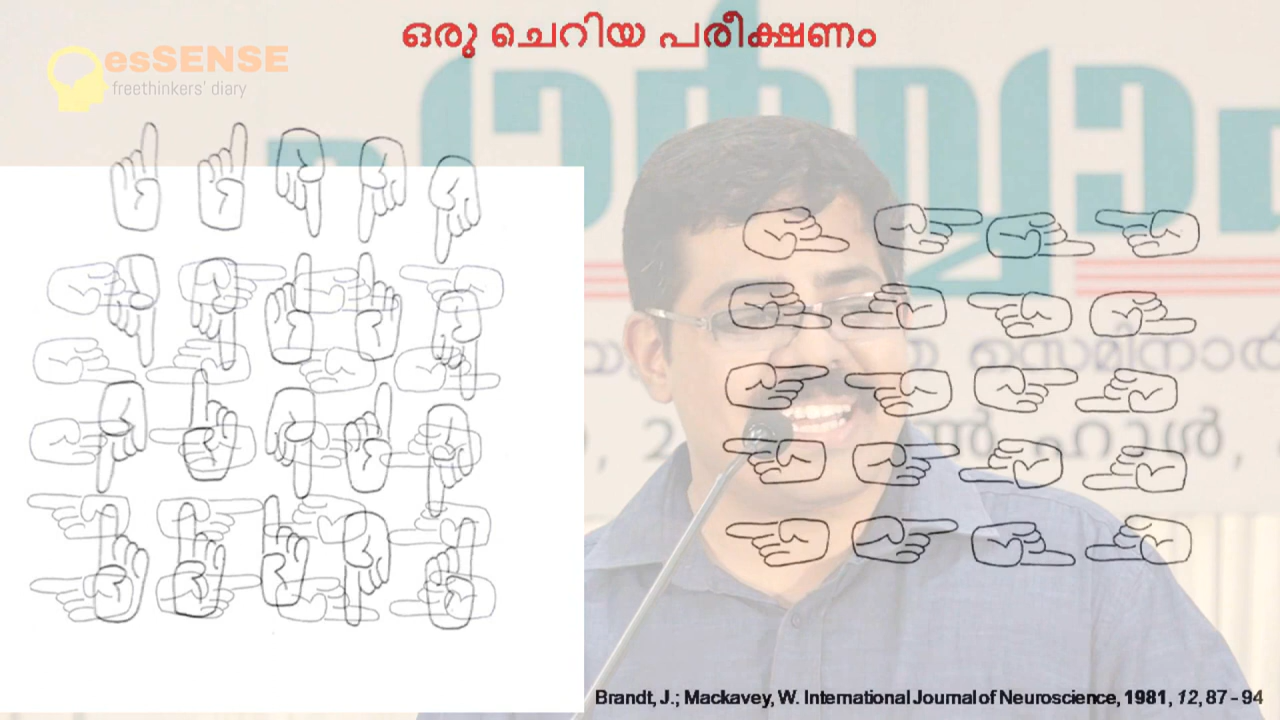 ഒരു ചെറിയ പരീക്ഷണം
esSENSE
freethinkers' diary
സെമിനാർ
ഹാൾ,
Brandt, J.; Mackavey, W. International Journal of Neuroscience, 1981, 12, 87 – 94